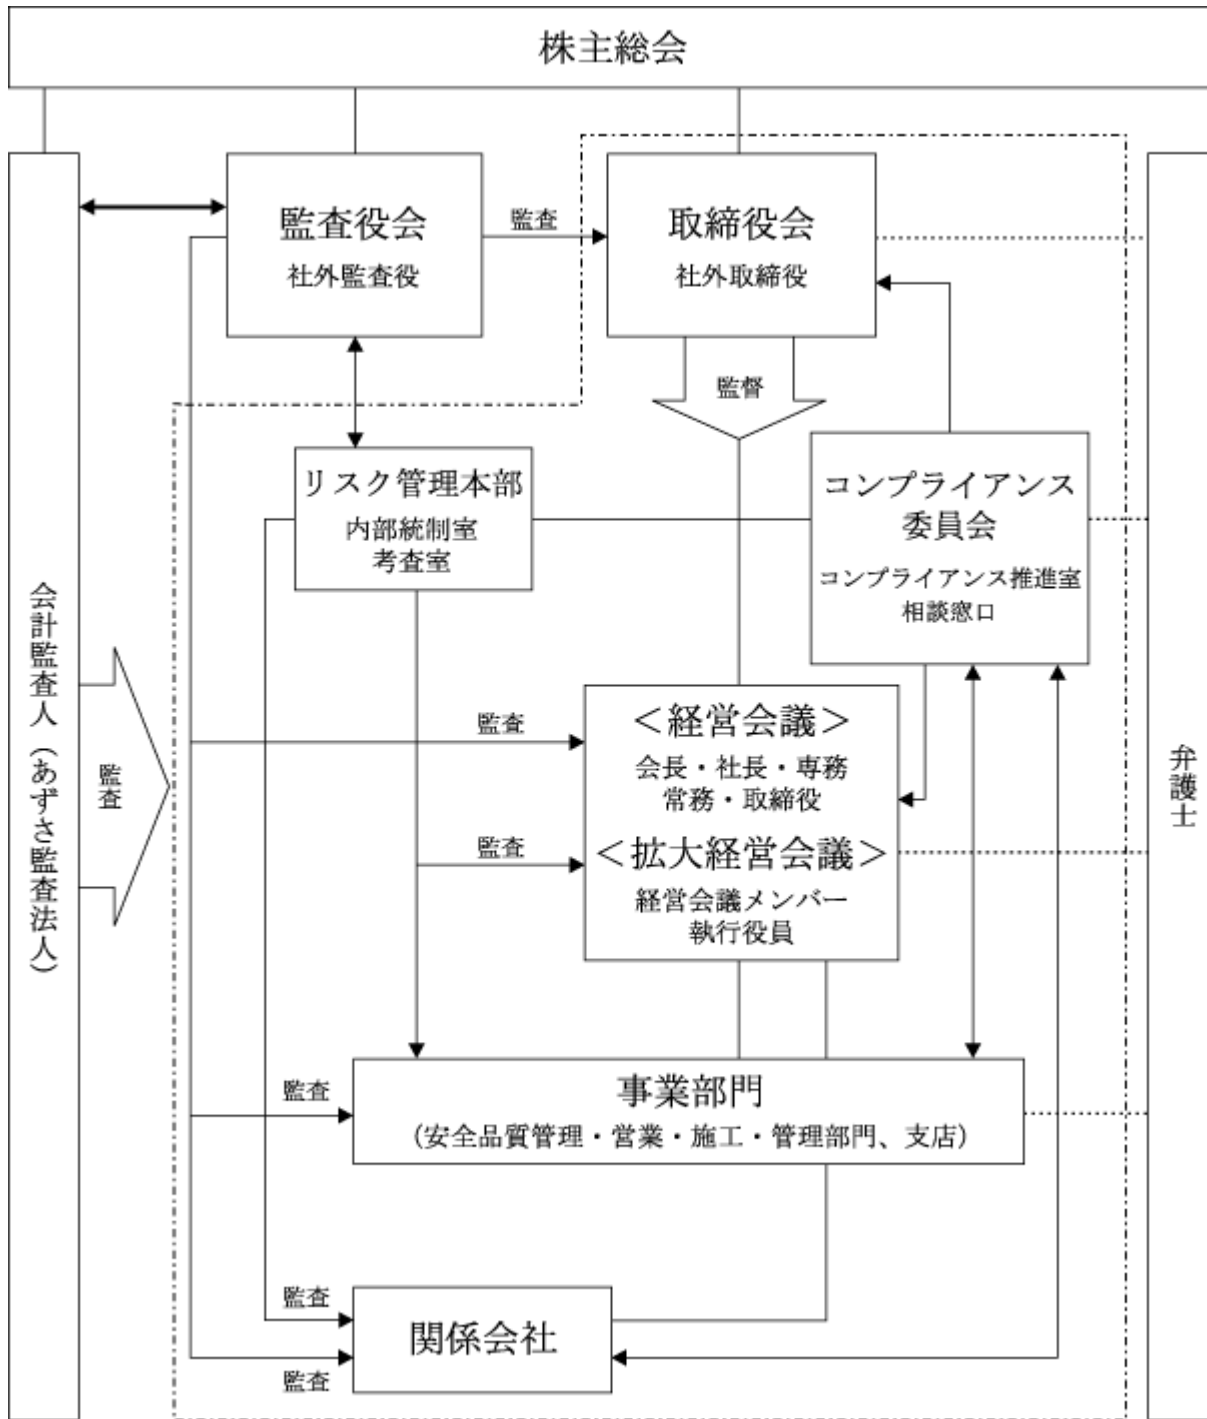 株主総会
監査役会
社外監査役
監査
取締役会
社外取締役
監督
リスク管理本部
内部統制室
考査室
コンプライアンス
委員会
コンプライアンス推進室
相談窓口
会計監査人（あずさ監査法人）
監査
監査
＜経営会議＞
会長・社長・専務
常務・取締役
監査
＜拡大経営会議＞
経営会議メンバー
執行役員
弁護士
監査
事業部門
（安全品質管理・営業・施工・管理部門、支店）
監査
関係会社
監査